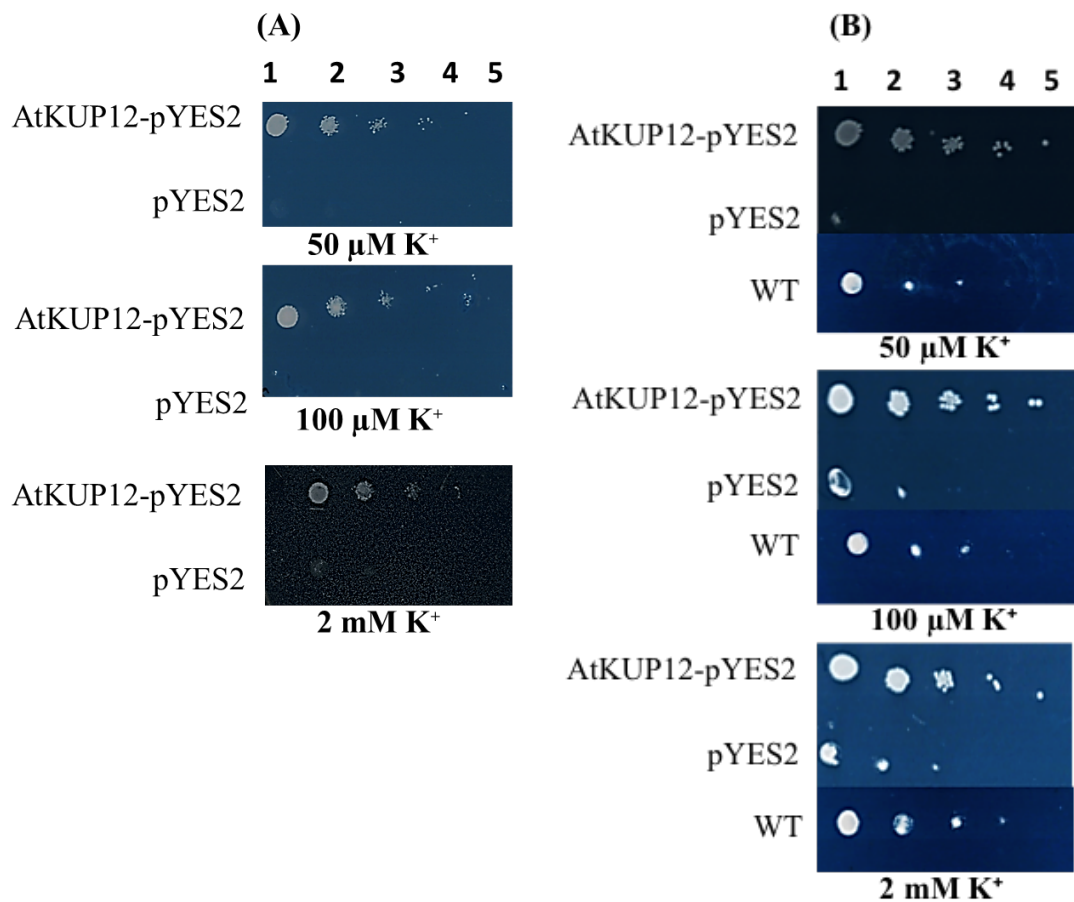 (A)
1 2 3 4 5
AtKUP12-pYES2
pYES2
50 µM K⁺
AtKUP12-pYES2
pYES2
100 µM K⁺
AtKUP12-pYES2
pYES2
2 mM K⁺
(B)
1 2 3 4 5
AtKUP12-pYES2
pYES2
WT
50 µM K⁺
AtKUP12-pYES2
pYES2
WT
100 µM K⁺
AtKUP12-pYES2
pYES2
WT
2 mM K⁺